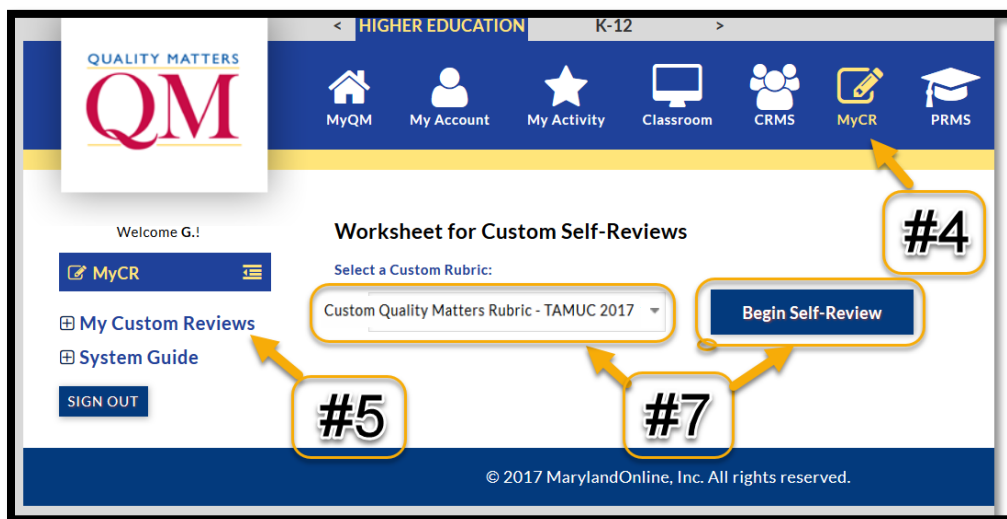 < HIGHER EDUCATION K-12 >
QUALITY MATTERS
QM
MyQM My Account My Activity Classroom CRMS MyCR PRMS
#4
Welcome G.!
MyCR
My Custom Reviews
System Guide
SIGN OUT
#5
Worksheet for Custom Self-Reviews
Select a Custom Rubric:
Custom Quality Matters Rubric - TAMUC 2017
Begin Self-Review
#7
© 2017 MarylandOnline, Inc. All rights reserved.